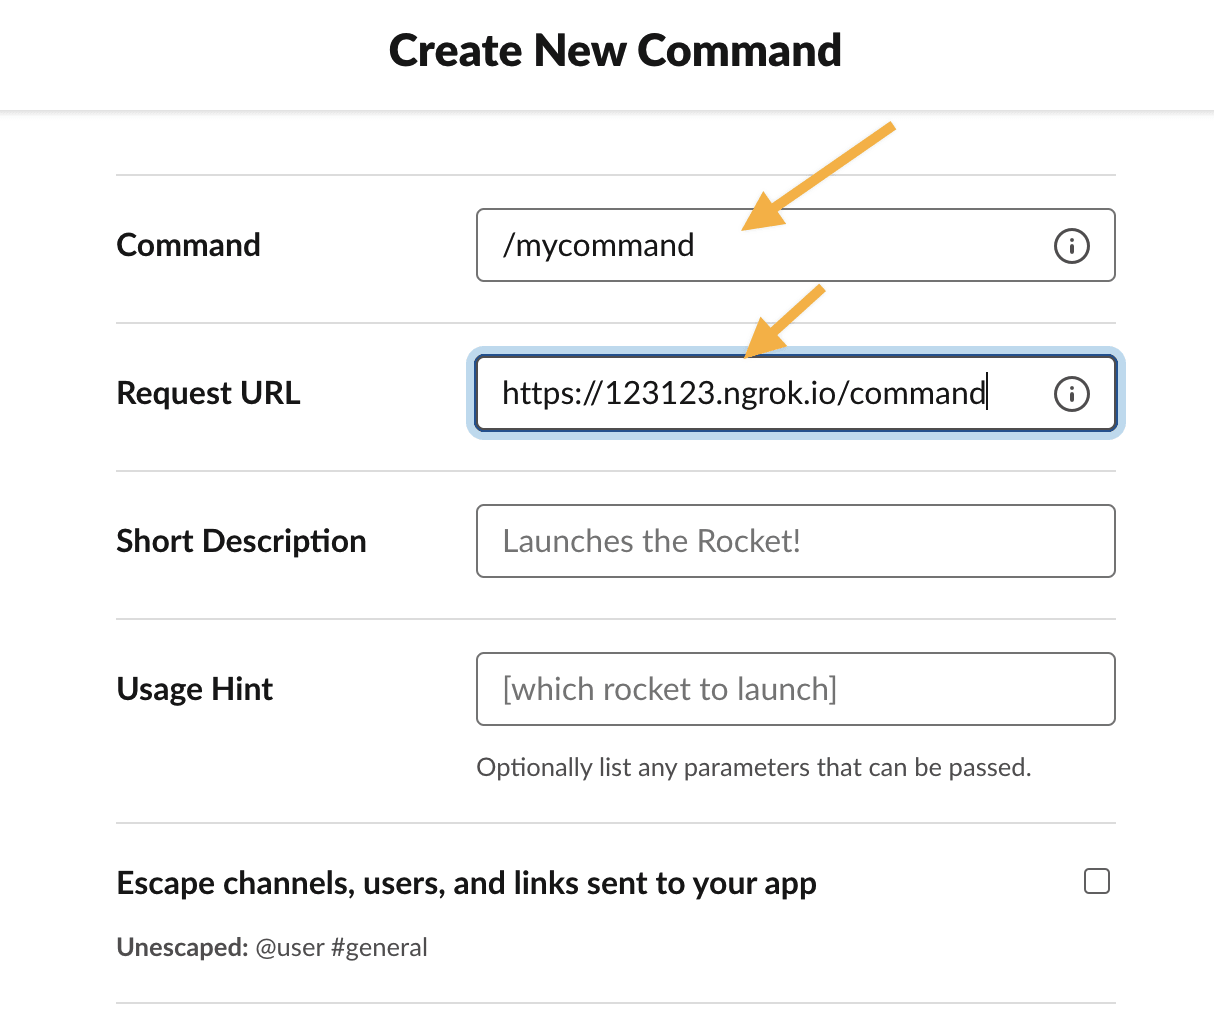 Create New Command
Command
/mycommand
Request URL
https://123123.ngrok.io/command
Short Description
Launches the Rocket!
Usage Hint
[which rocket to launch]
Optionally list any parameters that can be passed.
Escape channels, users, and links sent to your app
Unescaped: @user #general